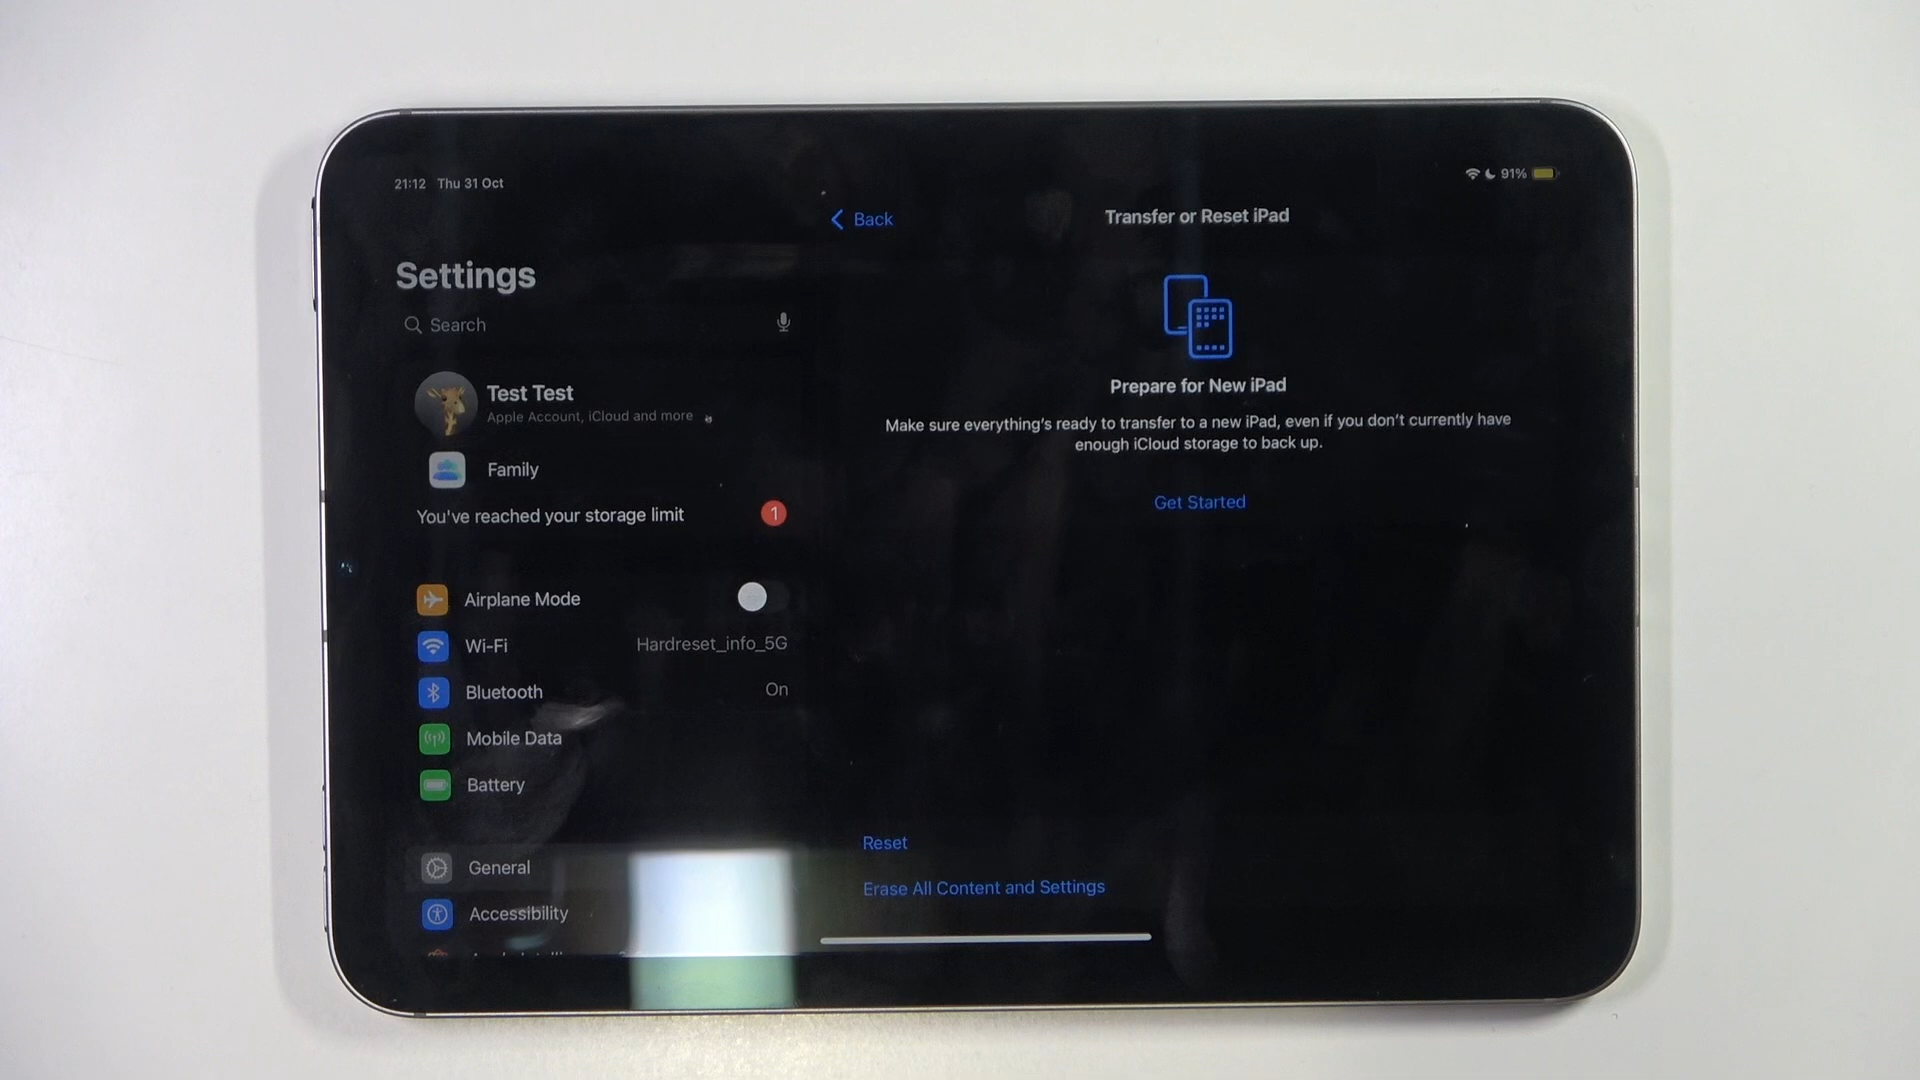 21:12 Thu 31 Oct
91%
Settings
Search
Test Test
Apple Account, iCloud and more
Family
You've reached your storage limit
1
Airplane Mode
Wi-Fi
Hardreset_info_5G
Bluetooth
On
Mobile Data
Battery
General
Accessibility
Back
Transfer or Reset iPad
Prepare for New iPad
Make sure everything's ready to transfer to a new iPad, even if you don't currently have
enough iCloud storage to back up.
Get Started
Reset
Erase All Content and Settings